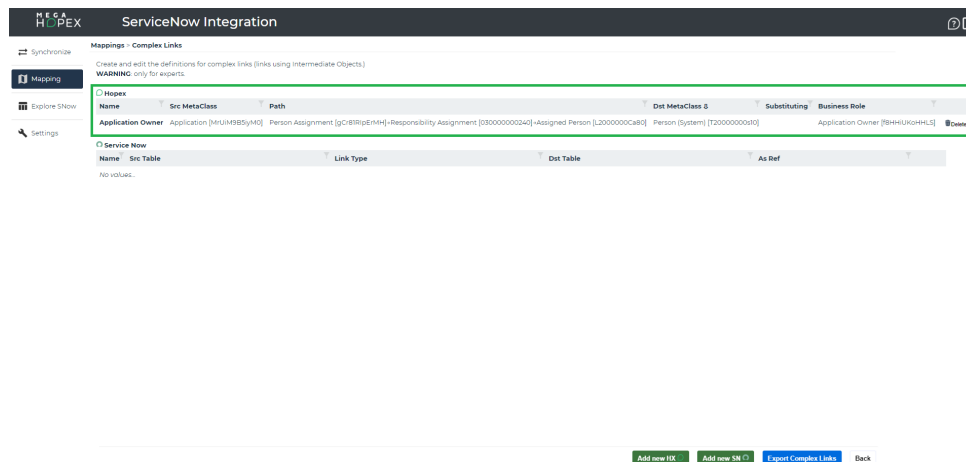 MEGA
HOPEX
ServiceNow Integration
Synchronize
Mapping
Explore SNow
Settings
Mappings > Complex Links
Create and edit the definitions for complex links (links using Intermediate Objects.)
WARNING: only for experts.
Hopex
Name Src MetaClass Path Dst MetaClass & Substituting Business Role
Application Owner Application [MrUiM9B5iyM0] Person Assignment [gCr81RIpErMH]»Responsibility Assignment [030000000240]»Assigned Person [L2000000Ca80] Person (System) [T20000000s10] Application Owner [f8HHiUKoHHLS] Delete
Service Now
Name Src Table Link Type Dst Table As Ref
No values...
Add new HX Add new SN Export Complex Links Back